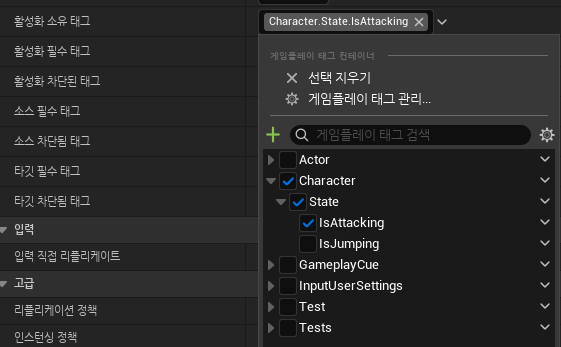 활성화 소유 태그
Character.State.IsAttacking
활성화 필수 태그
게임플레이 태그 컨테이너
활성화 차단된 태그
선택 지우기
소스 필수 태그
게임플레이 태그 관리...
소스 차단됨 태그
게임플레이 태그 검색
타깃 필수 태그
Actor
Character
타깃 차단됨 태그
State
입력
IsAttacking
IsJumping
입력 직접 리플리케이트
GameplayCue
고급
InputUserSettings
리플리케이션 정책
Test
인스턴싱 정책
Tests